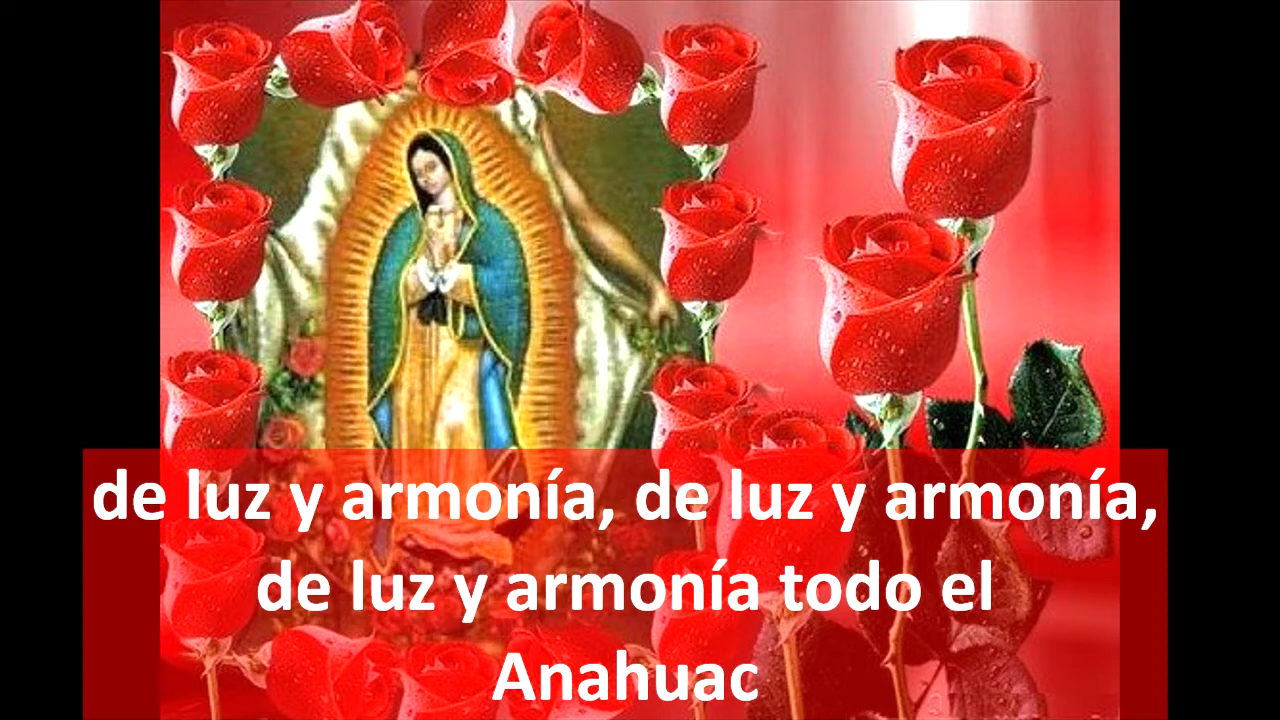 de luz y armonía, de luz y armonía,
de luz y armonía todo el
Anahuac